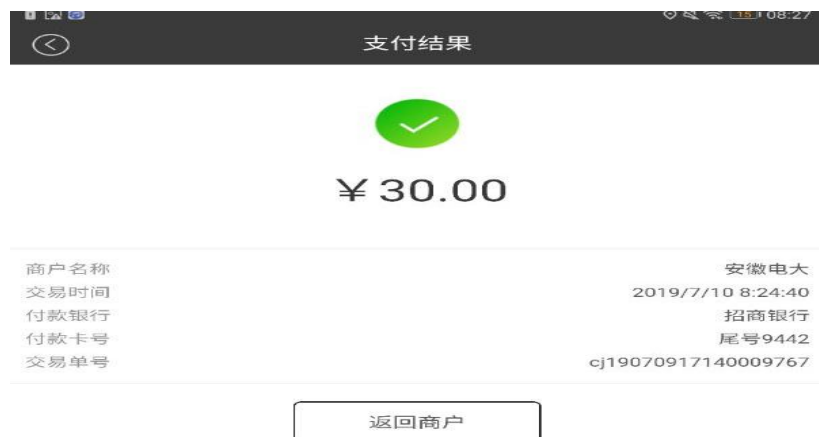 15 08:27
支付结果
¥30.00
商户名称 安徽电大
交易时间 2019/7/10 8:24:40
付款银行 招商银行
付款卡号 尾号9442
交易单号 cj19070917140009767
返回商户